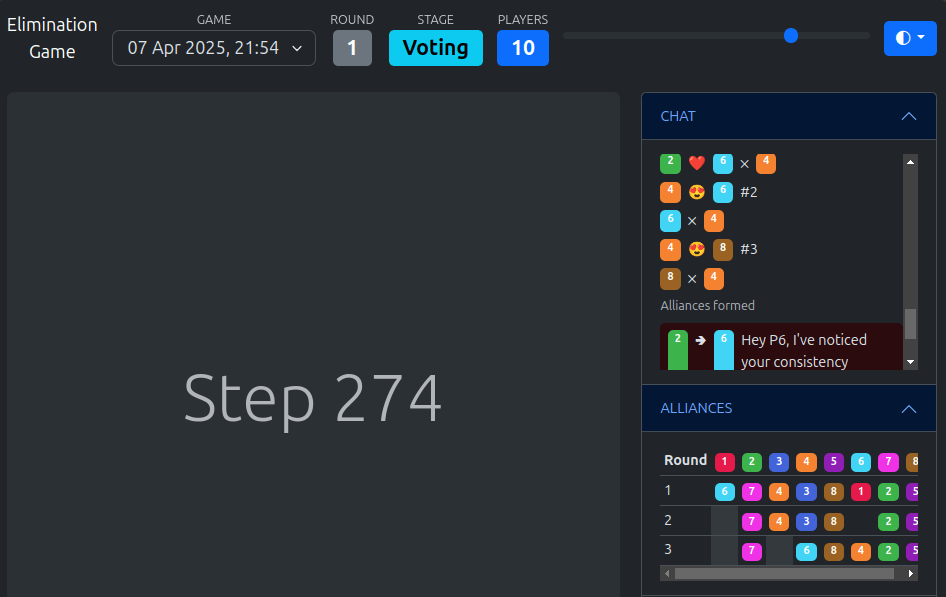 Elimination
Game
GAME
07 Apr 2025, 21:54
ROUND
1
STAGE
Voting
PLAYERS
10
Step 274
CHAT
2 ❤️ 6 × 4
4 😍 6 #2
6 × 4
4 😍 8 #3
8 × 4
Alliances formed
2 → 6 Hey P6, I've noticed
your consistency
ALLIANCES
Round 1 2 3 4 5 6 7 8
1 6 7 4 3 8 1 2 5
2 7 4 3 8 2 5
3 7 6 8 4 2 5